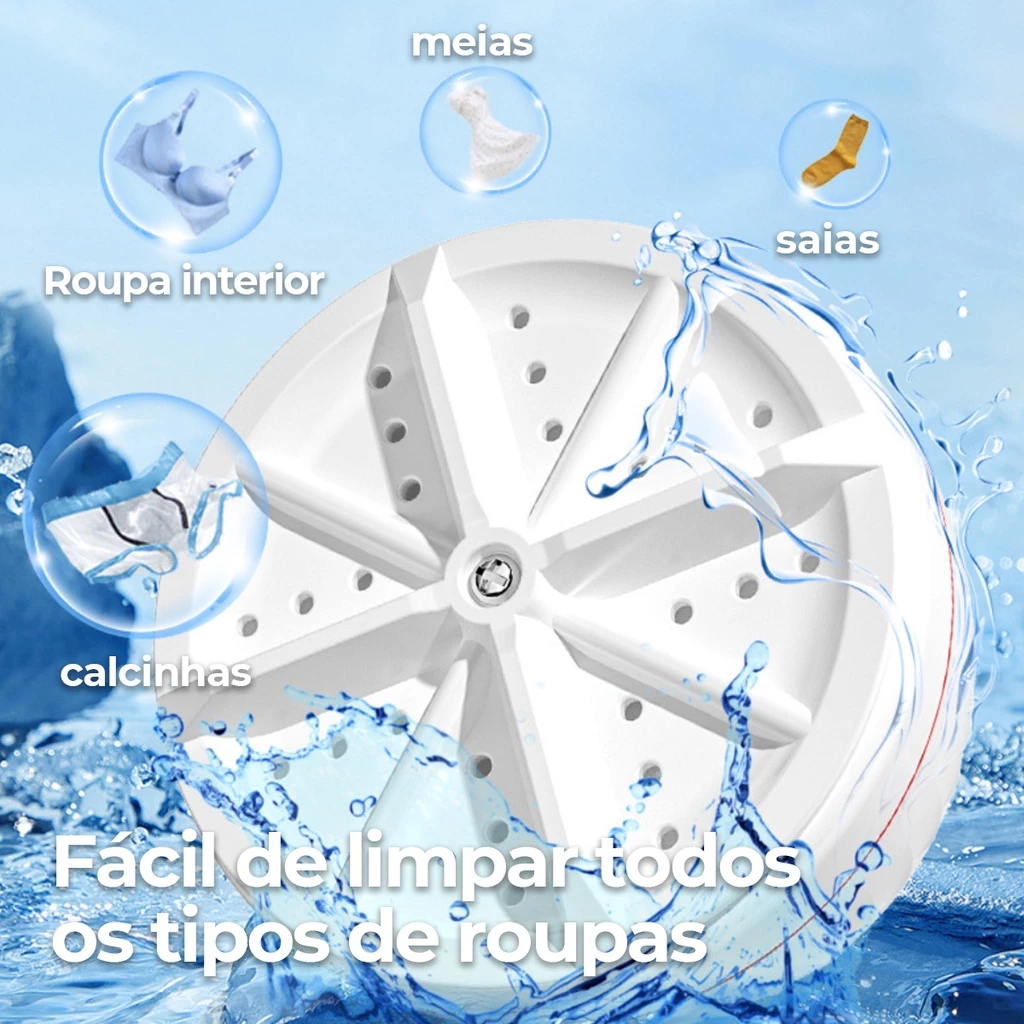 meias
saias
Roupa interior
calcinhas
Fácil de limpar todos
os tipos de roupas